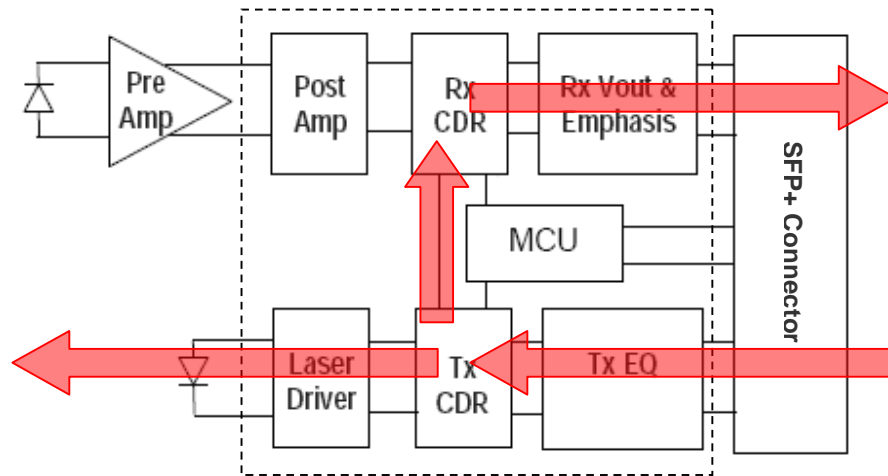 Pre
Amp
Post
Amp
Rx
CDR
Rx Vout &
Emphasis
SFP+ Connector
MCU
Laser
Driver
Tx
CDR
Tx EQ